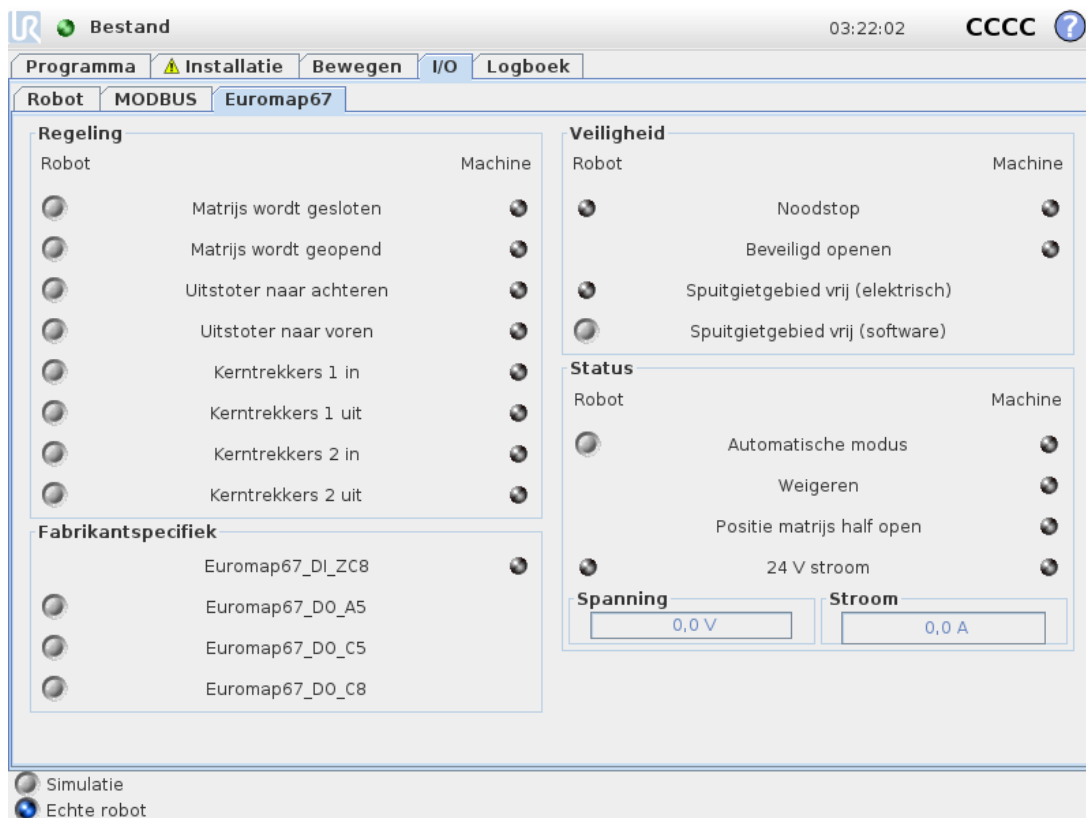 UR Bestand 03:22:02 CCCC ?
Programma Installatie Bewegen I/O Logboek
Robot MODBUS Euromap67
Regeling
Robot Machine
Matrijs wordt gesloten
Matrijs wordt geopend
Uitstoter naar achteren
Uitstoter naar voren
Kerntrekkers 1 in
Kerntrekkers 1 uit
Kerntrekkers 2 in
Kerntrekkers 2 uit
Fabrikantspecifiek
Euromap67_DI_ZC8
Euromap67_DO_A5
Euromap67_DO_C5
Euromap67_DO_C8
Veiligheid
Robot Machine
Noodstop
Beveiligd openen
Spuitgietgebied vrij (elektrisch)
Spuitgietgebied vrij (software)
Status
Robot Machine
Automatische modus
Weigeren
Positie matrijs half open
24 V stroom
Spanning
0,0 V
Stroom
0,0 A
Simulatie
Echte robot